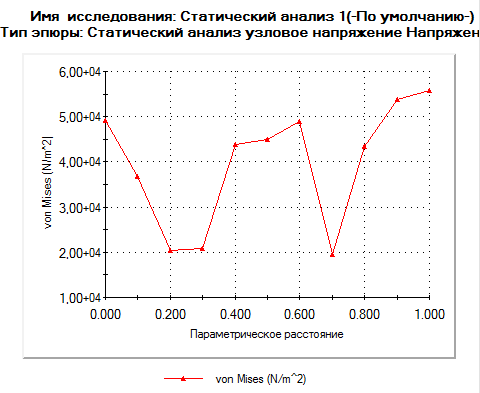 Имя исследования: Статический анализ 1(-По умолчанию-)
Тип эпюры: Статический анализ узловое напряжение Напряжен
6,00+04
5,00+04
4,00+04
3,00+04
2,00+04
1,00+04
von Mises (N/m^2)
0.000
0.200
0.400
0.600
0.800
1.000
Параметрическое расстояние
von Mises (N/m^2)